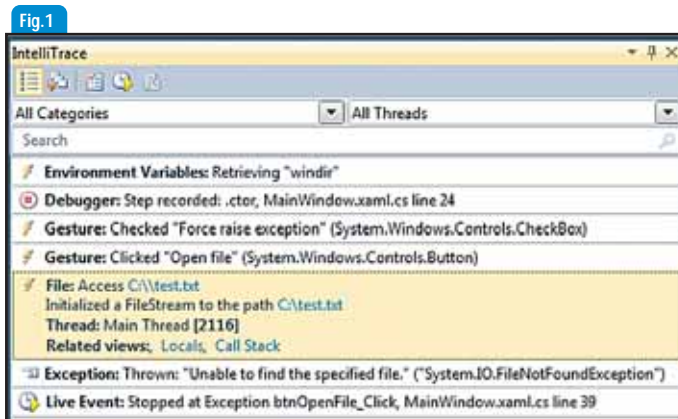 Fig.1
IntelliTrace
All Categories All Threads
Search
Environment Variables: Retrieving "windir"
Debugger: Step recorded: .ctor, MainWindow.xaml.cs line 24
Gesture: Checked "Force raise exception" (System.Windows.Controls.CheckBox)
Gesture: Clicked "Open file" (System.Windows.Controls.Button)
File: Access C:\\test.txt
Initialized a FileStream to the path C:\test.txt
Thread: Main Thread [2116]
Related views:, Locals, Call Stack
Exception: Thrown: "Unable to find the specified file." ("System.IO.FileNotFoundException")
Live Event: Stopped at Exception btnOpenFile_Click, MainWindow.xaml.cs line 39